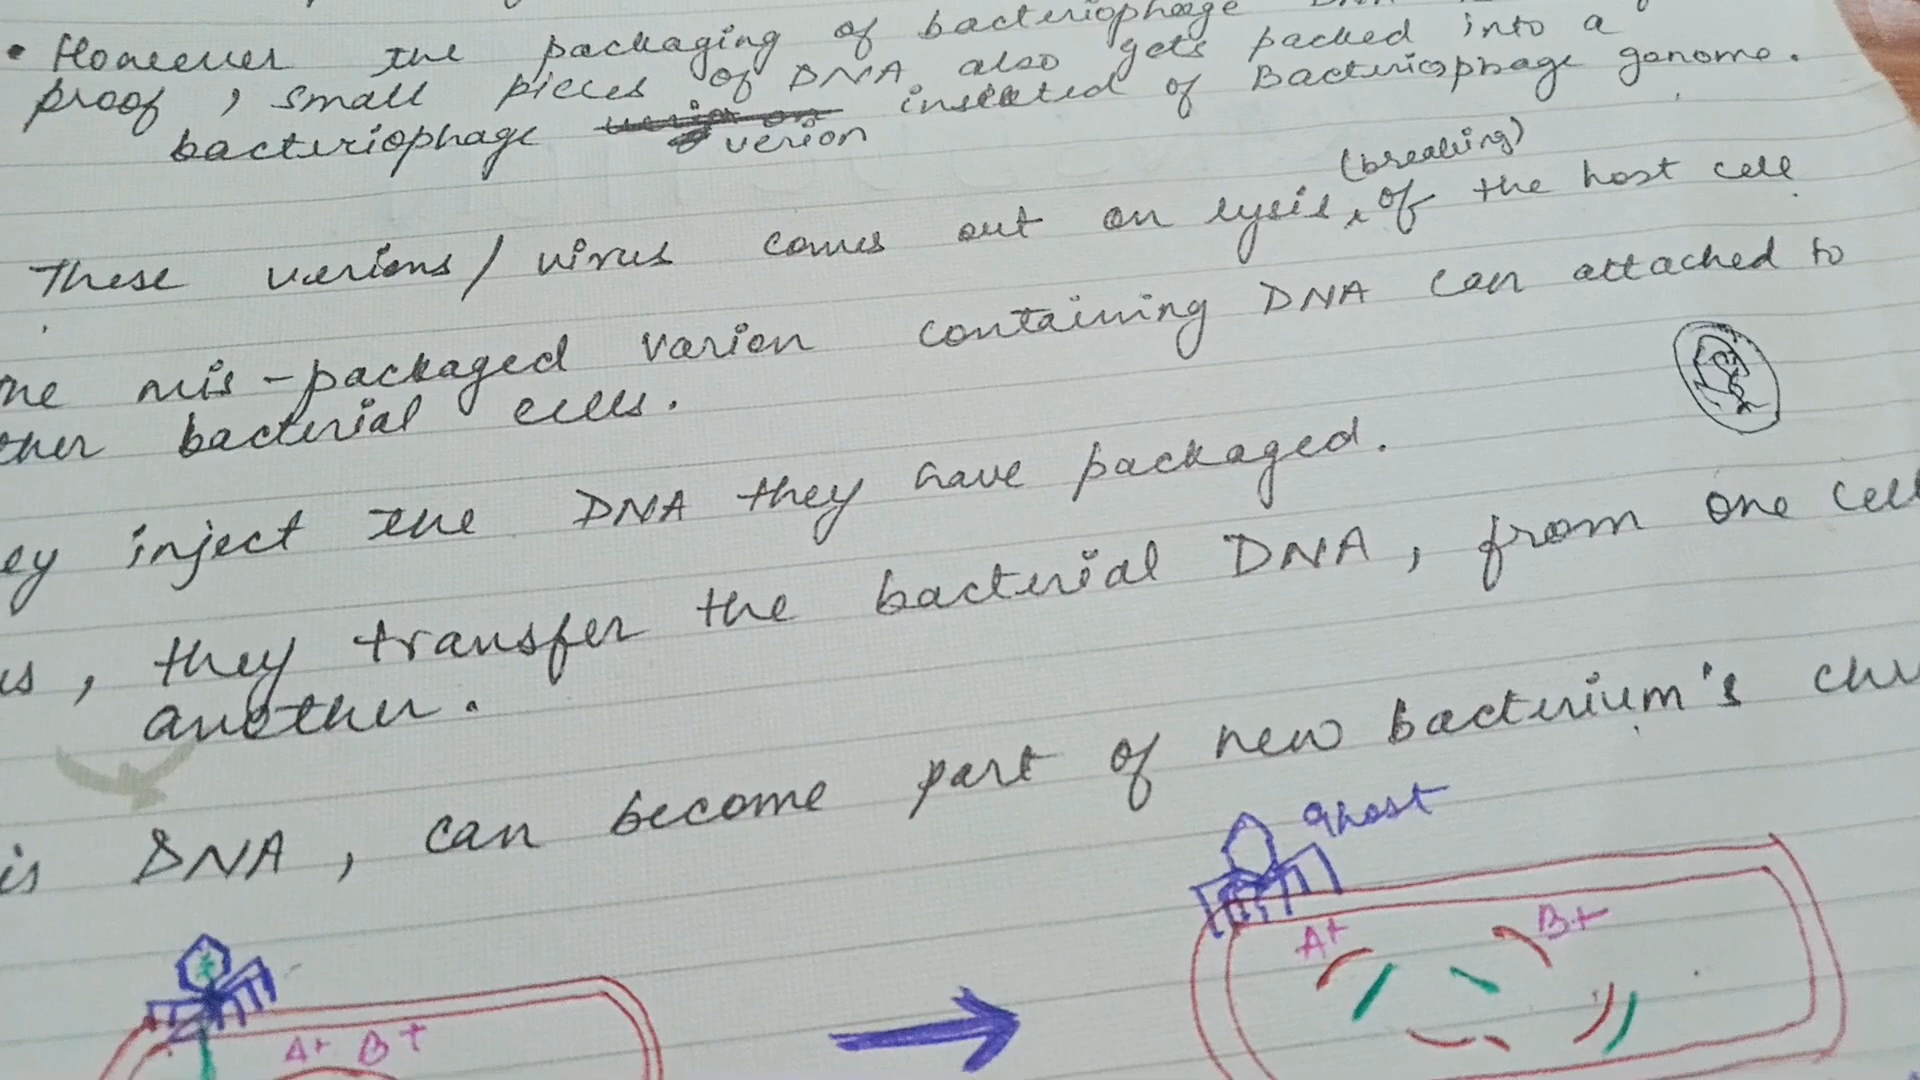 • However the packaging of bacteriophage DNA
proof, small pieces of DNA also gets packed into a
bacteriophage verion instead of Bacteriophage genome.
(breaking)
These verions / virus comes out on lysis of the host cell
mis-packaged varion containing DNA can attached to
bacterial cells.
inject the DNA they have packaged.
, they transfer the bacterial DNA, from one cell
another.
DNA, can become part of new bacterium's
Ghost
A+ B+
A+ B+